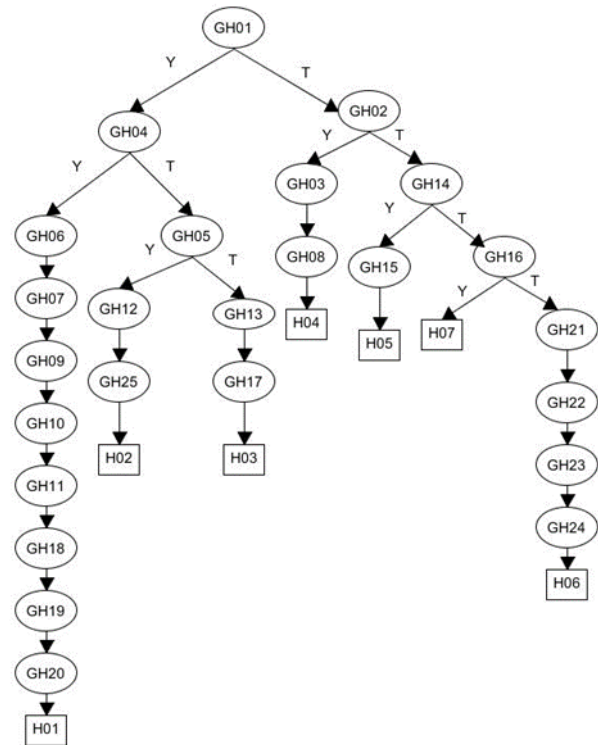 GH01
Y T
GH02
GH04
Y T
Y T
GH03 GH14
GH06 GH05
Y T
Y T
GH08 GH15 GH16
GH07 GH12 GH13
Y T
H04 H05 H07 GH21
GH09 GH25 GH17
GH22
GH10
H02 H03 GH23
GH11
GH24
GH18
H06
GH19
GH20
H01